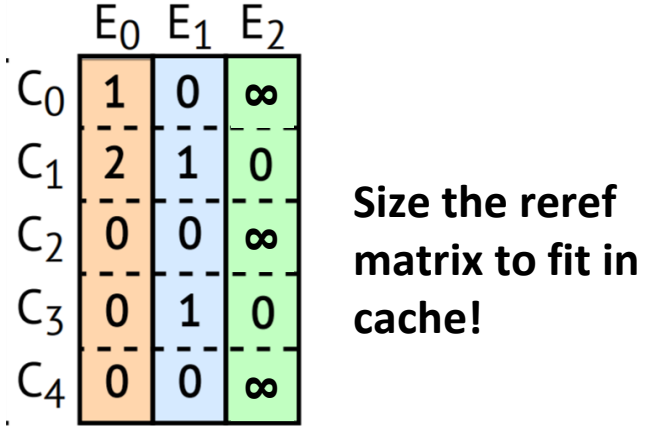 E₀ E₁ E₂
C₀ 1 0 ∞
C₁ 2 1 0
C₂ 0 0 ∞
C₃ 0 1 0
C₄ 0 0 ∞
Size the reref
matrix to fit in
cache!